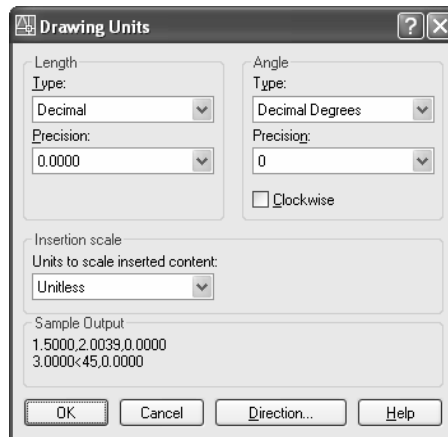 Drawing Units
Length
Type:
Decimal
Precision:
0.0000
Angle
Type:
Decimal Degrees
Precision:
0
Clockwise
Insertion scale
Units to scale inserted content:
Unitless
Sample Output
1.5000,2.0039,0.0000
3.0000<45,0.0000
OK Cancel Direction... Help